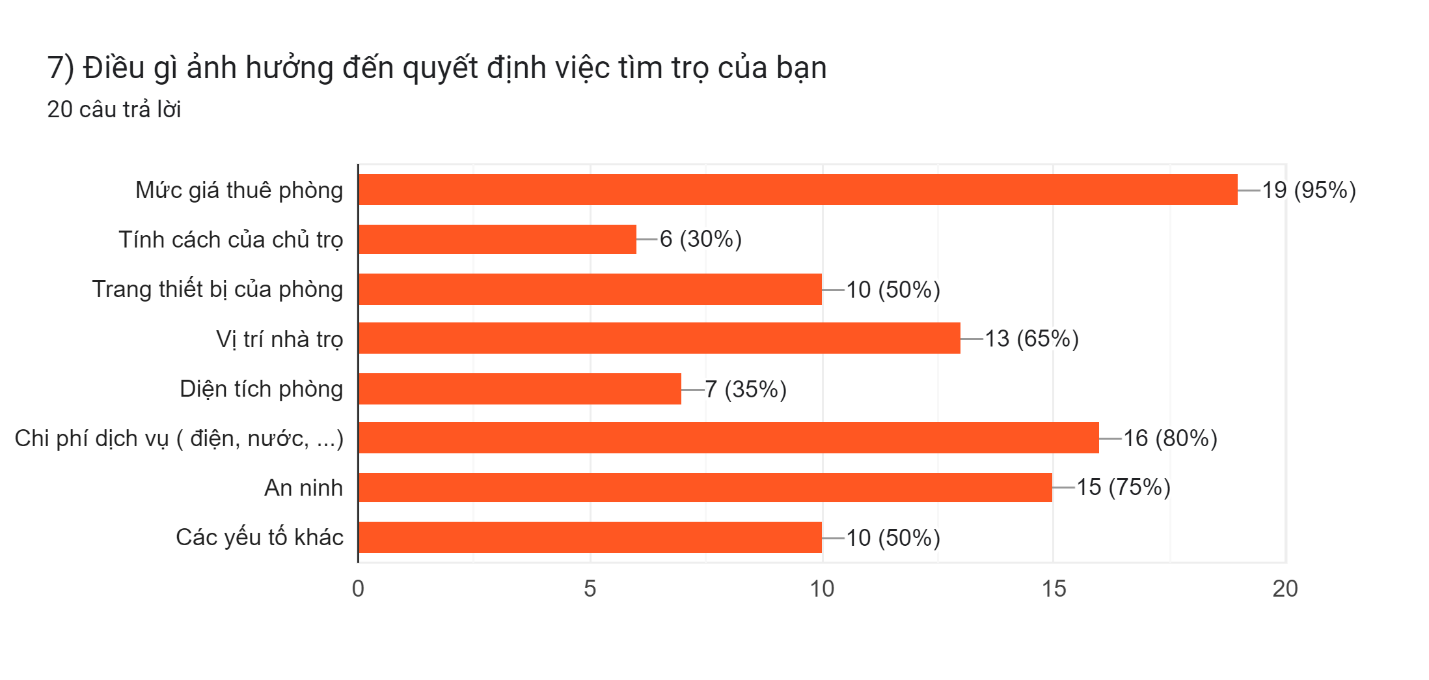 7) Điều gì ảnh hưởng đến quyết định việc tìm trọ của bạn
20 câu trả lời
Mức giá thuê phòng 19 (95%)
Tính cách của chủ trọ 6 (30%)
Trang thiết bị của phòng 10 (50%)
Vị trí nhà trọ 13 (65%)
Diện tích phòng 7 (35%)
Chi phí dịch vụ ( điện, nước, ...) 16 (80%)
An ninh 15 (75%)
Các yếu tố khác 10 (50%)
0 5 10 15 20